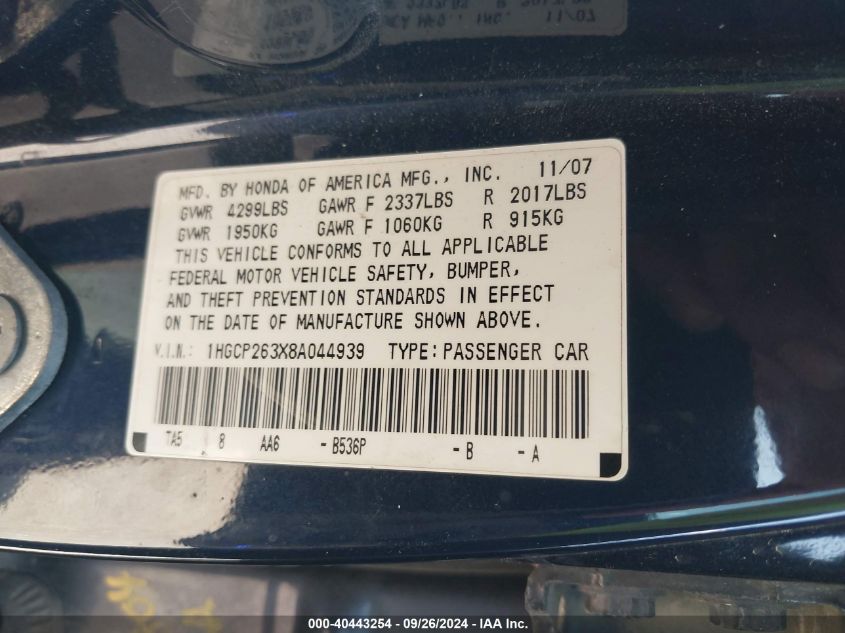 11/07
MFD. BY HONDA OF AMERICA MFG., INC. 11/07
GVWR 4299LBS GAWR F 2337LBS R 2017LBS
GVWR 1950KG GAWR F 1060KG R 915KG
THIS VEHICLE CONFORMS TO ALL APPLICABLE
FEDERAL MOTOR VEHICLE SAFETY, BUMPER,
AND THEFT PREVENTION STANDARDS IN EFFECT
ON THE DATE OF MANUFACTURE SHOWN ABOVE.
V.I.N.: 1HGCP263X8A044939 TYPE: PASSENGER CAR
TA5 8 AA6 - B536P - B - A
000-40443254 - 09/26/2024 - IAA Inc.